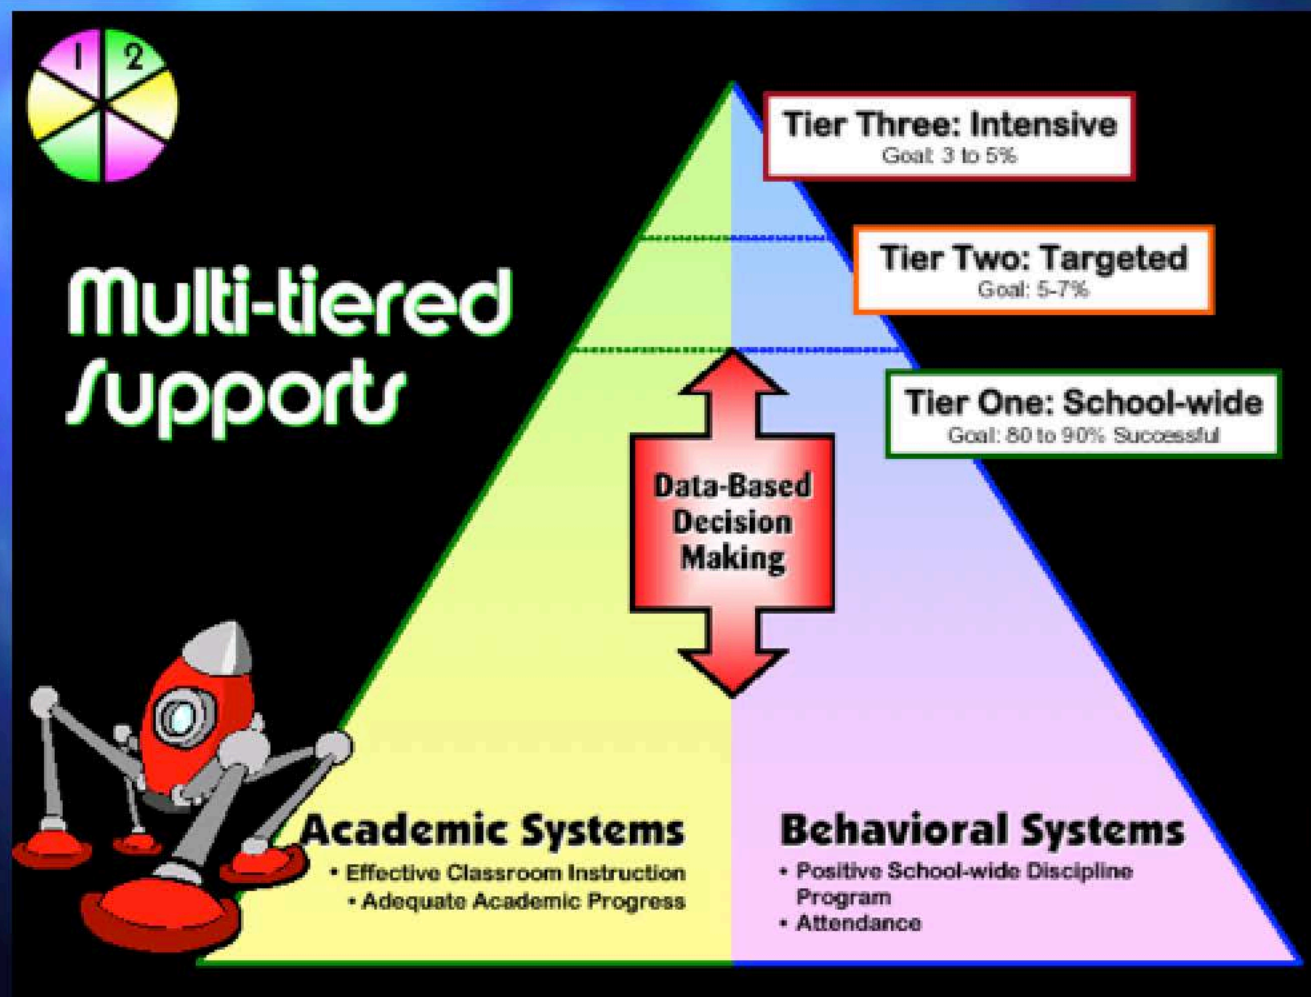 1 2
Multi-tiered
Supports
Tier Three: Intensive
Goal: 3 to 5%
Tier Two: Targeted
Goal: 5-7%
Tier One: School-wide
Goal: 80 to 90% Successful
Data-Based
Decision
Making
Academic Systems
• Effective Classroom Instruction
• Adequate Academic Progress
Behavioral Systems
• Positive School-wide Discipline
Program
• Attendance